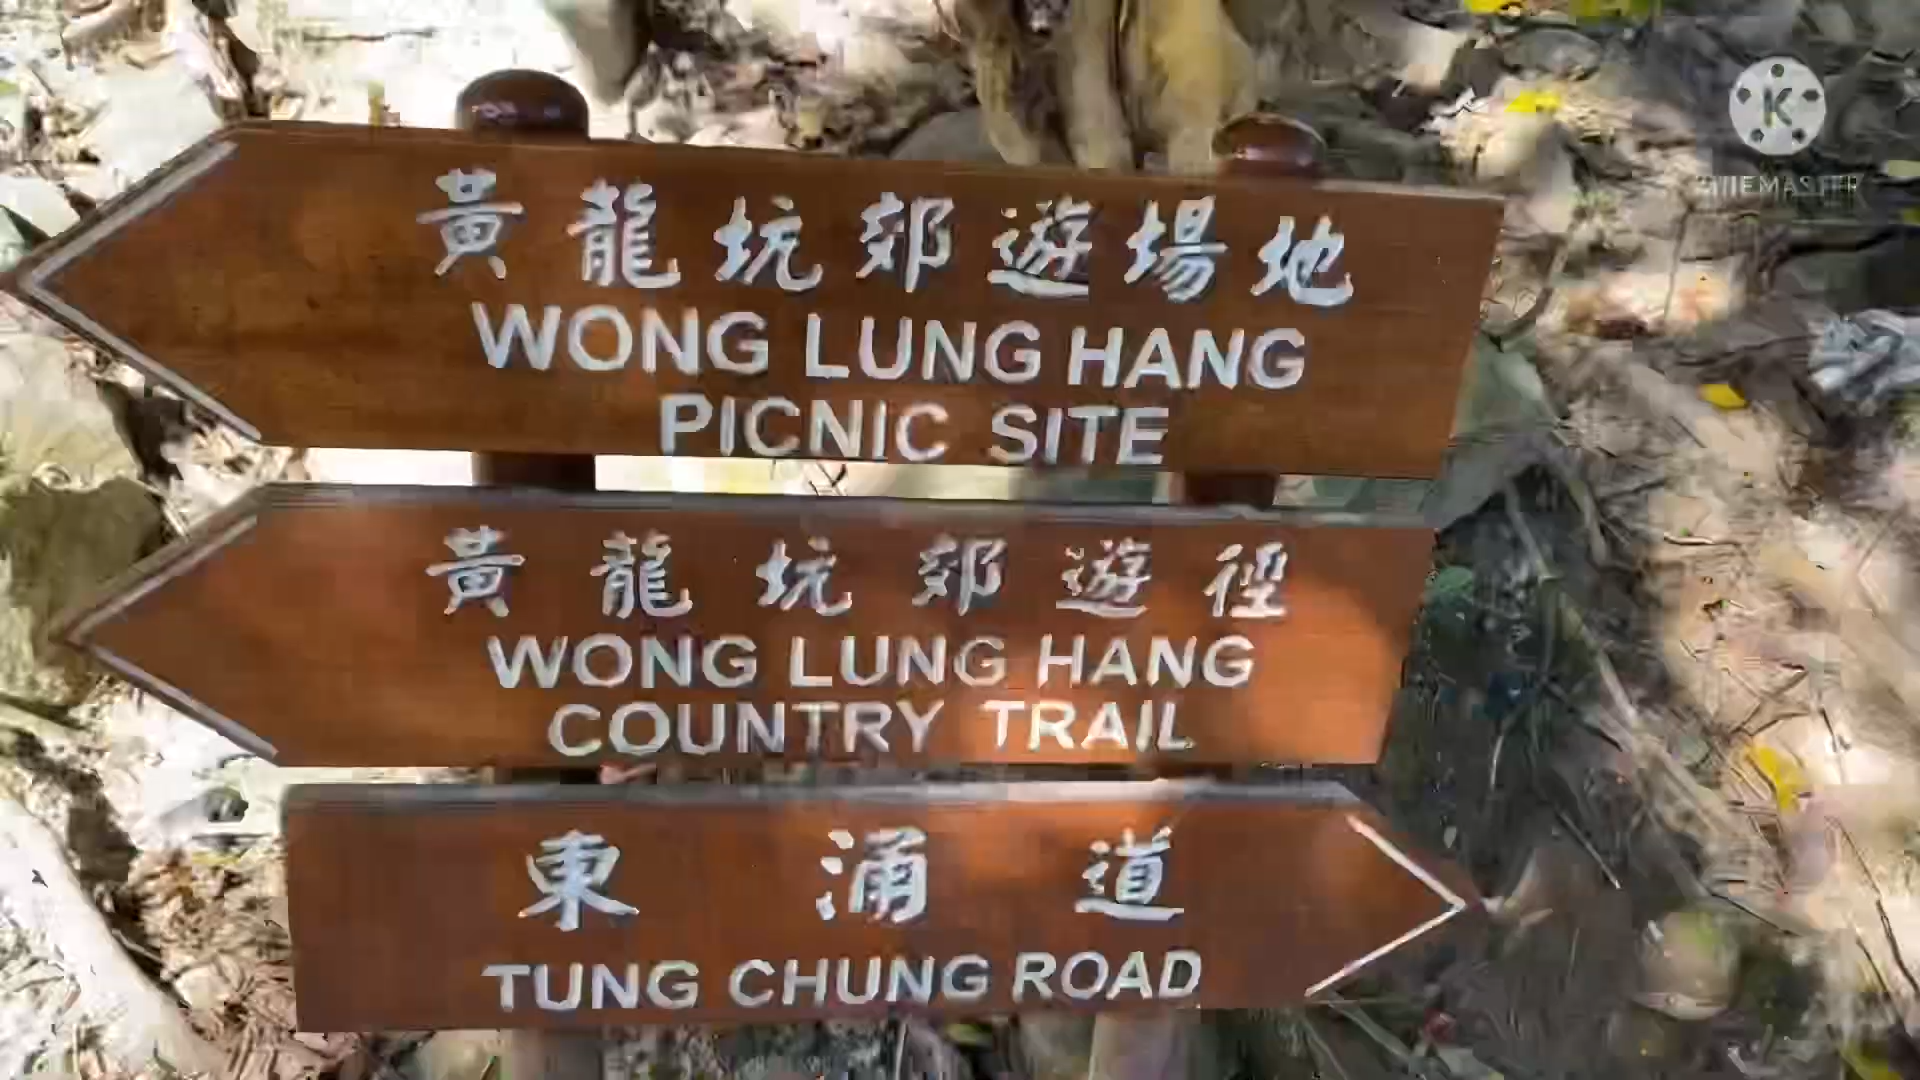 黃龍坑郊遊場地
WONG LUNG HANG
PICNIC SITE
黃龍坑郊遊徑
WONG LUNG HANG
COUNTRY TRAIL
東涌道
TUNG CHUNG ROAD
K
KINEMASTER